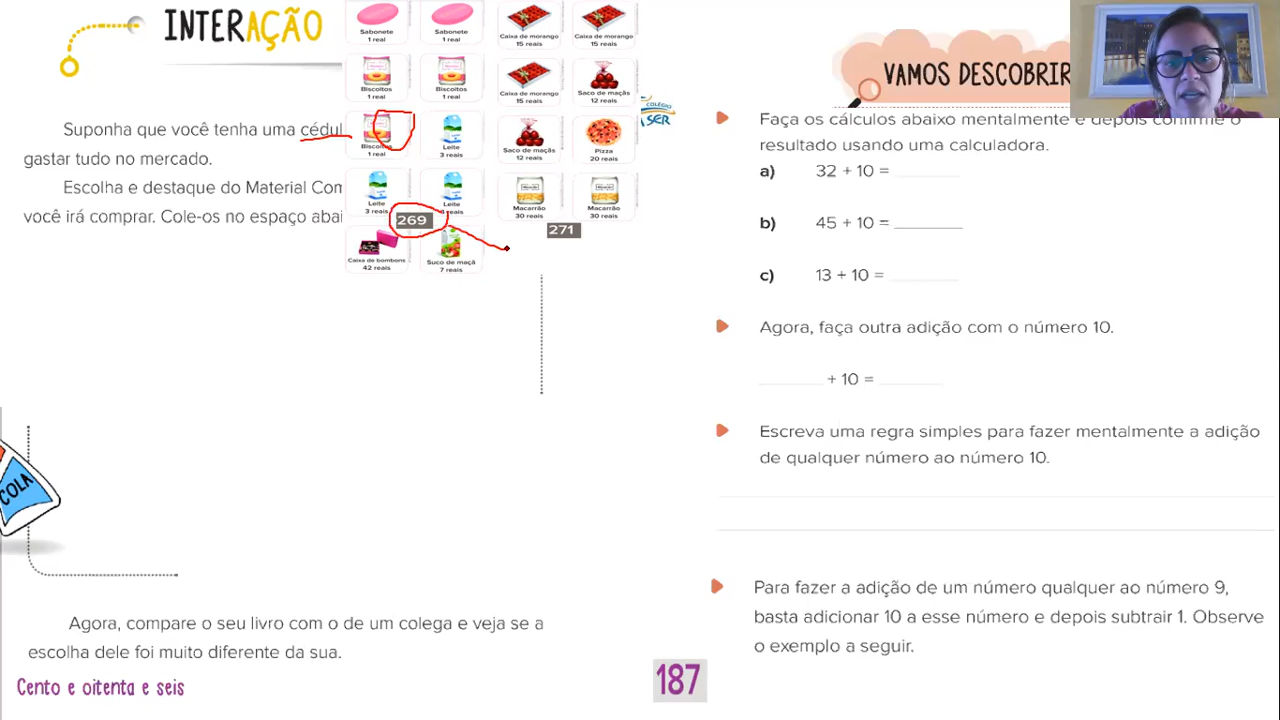 INTERAÇÃO
Suponha que você tenha uma cédul
gastar tudo no mercado.
Escolha e destaque do Material Com
você irá comprar. Cole-os no espaço abai
Sabonete
1 real
Sabonete
1 real
Biscoitos
1 real
Biscoitos
1 real
Biscoitos
1 real
Leite
3 reais
Leite
3 reais
Leite
reais
269
Caixa de bombons
42 reais
Suco de maçã
7 reais
Caixa de morango
15 reais
Caixa de morango
15 reais
Caixa de morango
15 reais
Saco de maçãs
12 reais
Saco de maçãs
12 reais
Pizza
20 reais
Macarrão
30 reais
Macarrão
30 reais
271
COLA
Agora, compare o seu livro com o de um colega e veja se a
escolha dele foi muito diferente da sua.
Cento e oitenta e seis
COLÉGIO
SER
VAMOS DESCOBRIR
Faça os cálculos abaixo mentalmente e depois confirme o
resultado usando uma calculadora.
a) 32 + 10 =
b) 45 + 10 =
c) 13 + 10 =
Agora, faça outra adição com o número 10.
+ 10 =
Escreva uma regra simples para fazer mentalmente a adição
de qualquer número ao número 10.
Para fazer a adição de um número qualquer ao número 9,
basta adicionar 10 a esse número e depois subtrair 1. Observe
o exemplo a seguir.
187